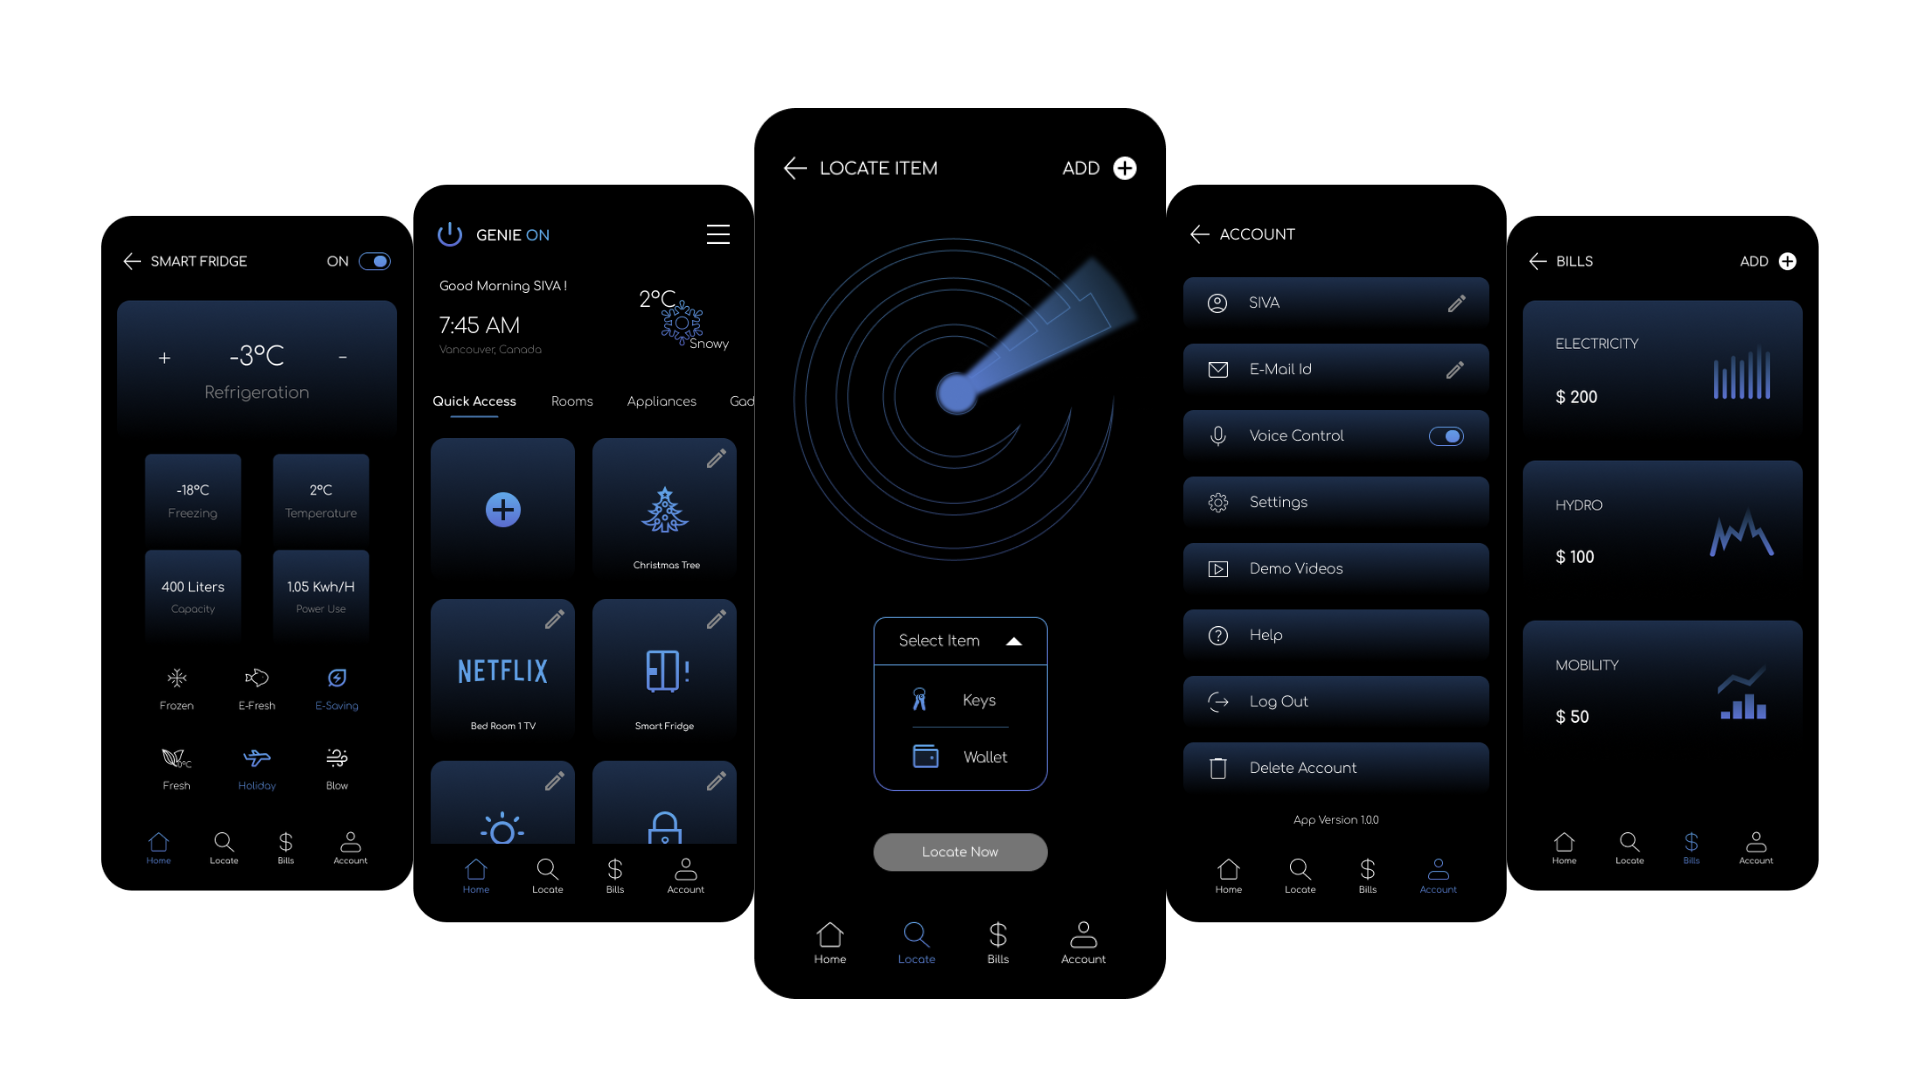 SMART FRIDGE ON
+ -3°C -
Refrigeration
-18°C 2°C
Freezing Temperature
400 Liters 1.05 Kwh/H
Capacity Power Use
Frozen E-Fresh E-Saving
0°C
Fresh Holiday Blow
Home Locate Bills Account
GENIE ON
Good Morning SIVA !
2°C
7:45 AM
Snowy
Vancouver, Canada
Quick Access Rooms Appliances Gad
Christmas Tree
NETFLIX
Bed Room 1 TV Smart Fridge
Home Locate Bills Account
LOCATE ITEM ADD
Select Item
Keys
Wallet
Locate Now
Home Locate Bills Account
ACCOUNT
SIVA
E-Mail Id
Voice Control
Settings
Demo Videos
Help
Log Out
Delete Account
App Version 1.0.0
Home Locate Bills Account
BILLS ADD
ELECTRICITY
$ 200
HYDRO
$ 100
MOBILITY
$ 50
Home Locate Bills Account